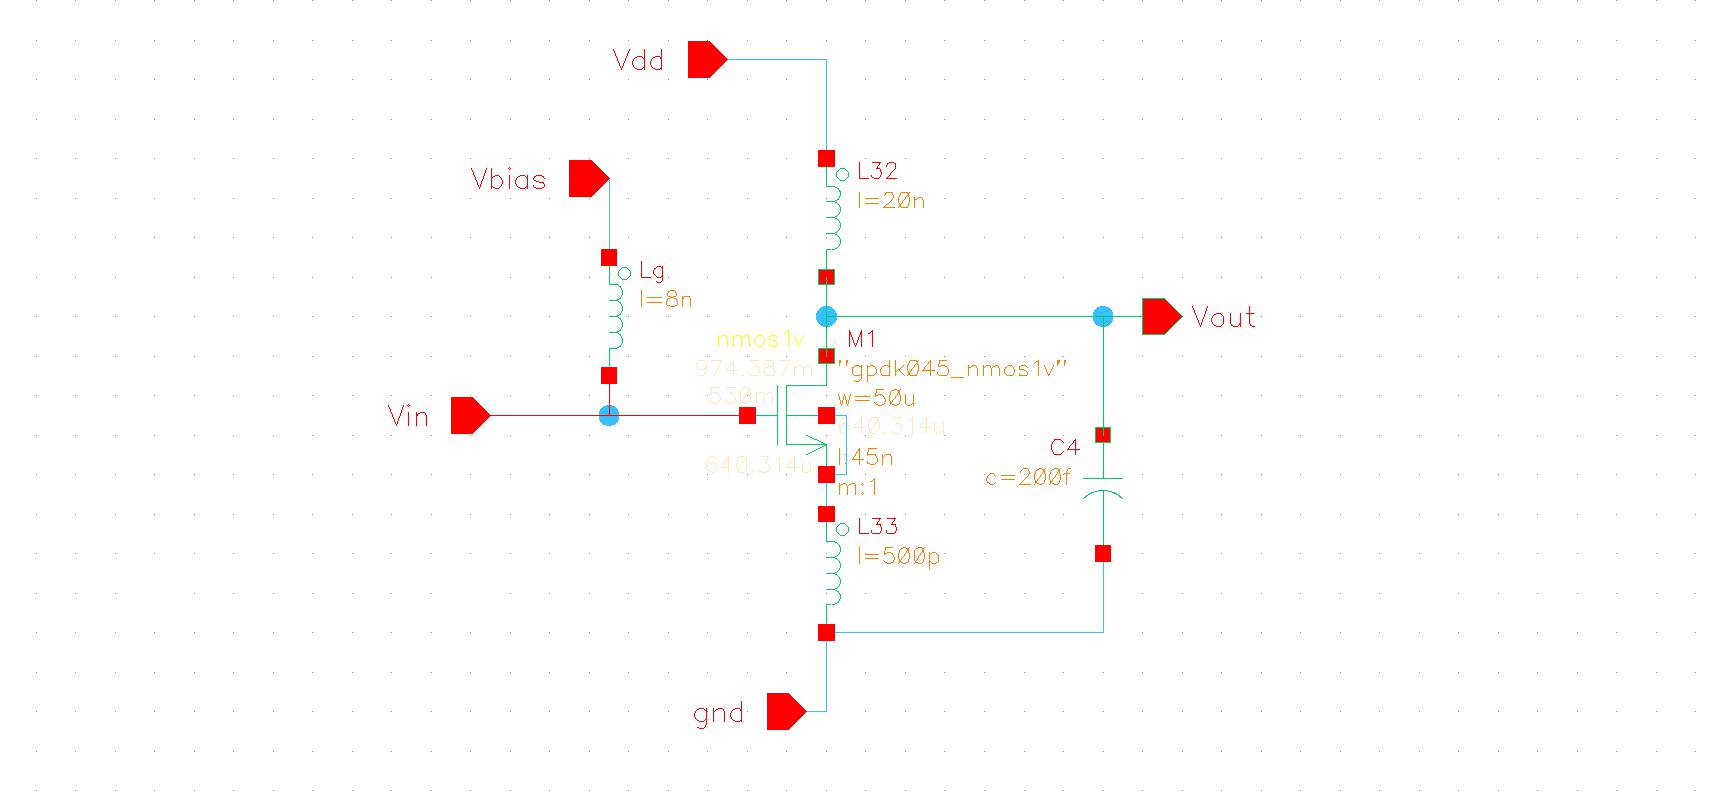 Vdd
L32
l=20n
Vbias
Lg
l=8n
Vout
nmos1v
M1
974.387m
"gpdk045_nmos1v"
530m
w=50u
Vin
640.314u
640.314u
l:45n
m:1
C4
c=200f
L33
l=500p
gnd